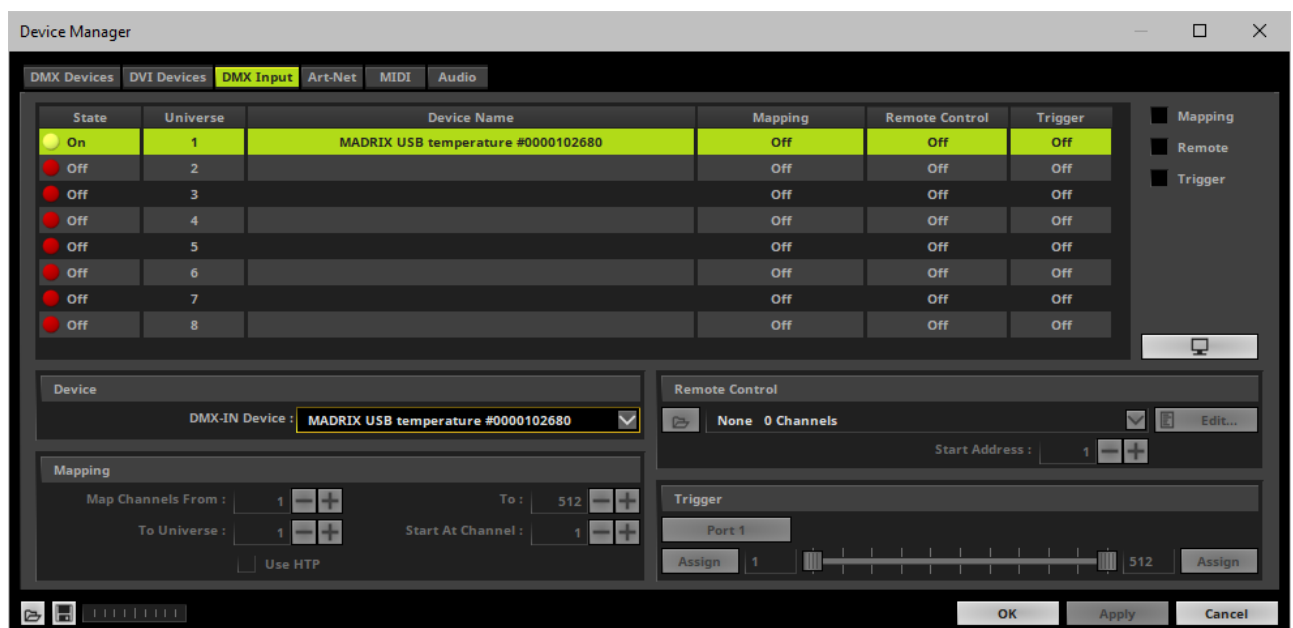 Device Manager
DMX Devices DVI Devices DMX Input Art-Net MIDI Audio
State Universe Device Name Mapping Remote Control Trigger
On 1 MADRIX USB temperature #0000102680 Off Off Off
Off 2 Off Off Off
Off 3 Off Off Off
Off 4 Off Off Off
Off 5 Off Off Off
Off 6 Off Off Off
Off 7 Off Off Off
Off 8 Off Off Off
Mapping
Remote
Trigger
Device
DMX-IN Device : MADRIX USB temperature #0000102680
Mapping
Map Channels From : 1 To : 512
To Universe : 1 Start At Channel : 1
Use HTP
Remote Control
None 0 Channels Edit...
Start Address : 1
Trigger
Port 1
Assign 1 512 Assign
OK Apply Cancel